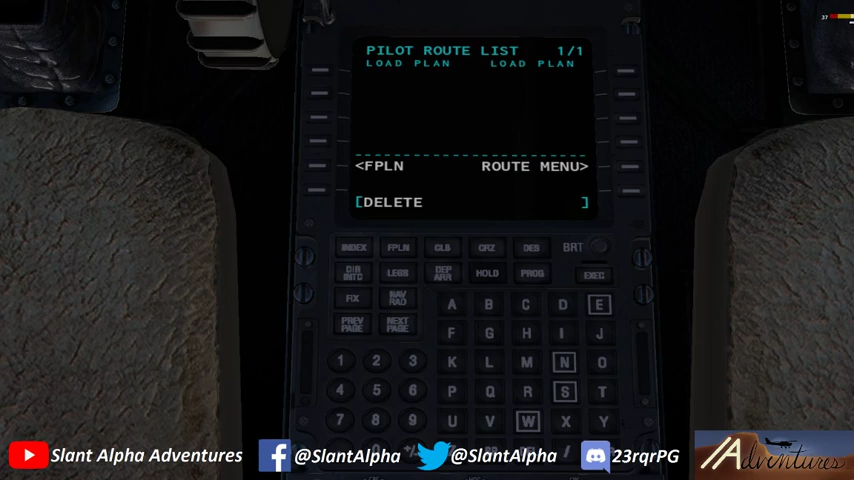 37
PILOT ROUTE LIST 1/1
LOAD PLAN LOAD PLAN
<FPLN ROUTE MENU>
[DELETE ]
INDEX FPLN CLB CRZ DES BRT
DIR INTC LEGS DEP ARR HOLD PROG EXEC
FIX NAV RAD A B C D E
PREV PAGE NEXT PAGE F G H I J
1 2 3 K L M N O
4 5 6 P Q R S T
7 8 9 U V W X Y
Slant Alpha Adventures @SlantAlpha @SlantAlpha 23rqrPG
Adventures